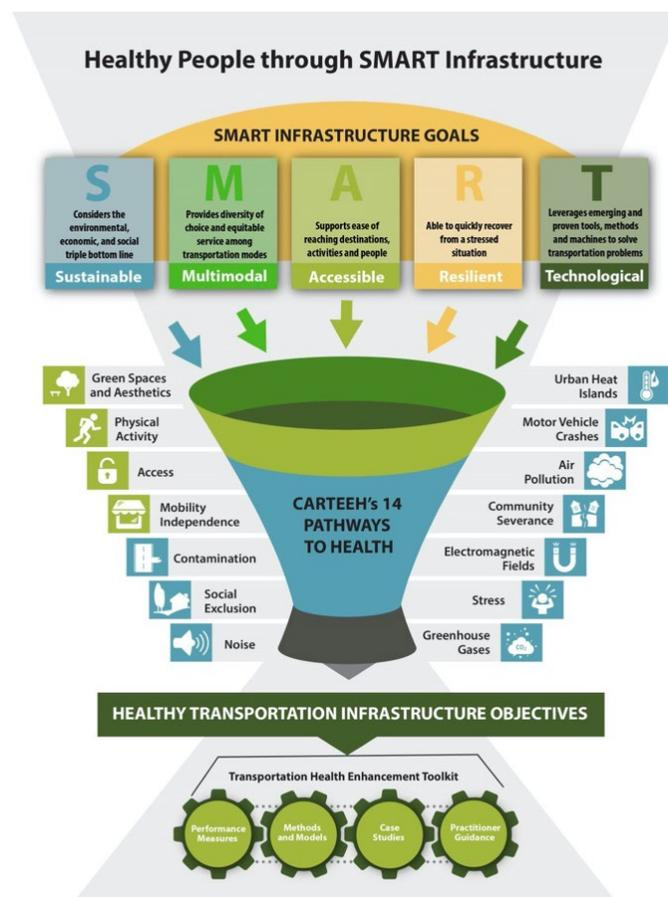 Healthy People through SMART Infrastructure
SMART INFRASTRUCTURE GOALS
S
Considers the
environmental,
economic, and social
triple bottom line
Sustainable
M
Provides diversity of
choice and equitable
service among
transportation modes
Multimodal
A
Supports ease of
reaching destinations,
activities and people
Accessible
R
Able to quickly recover
from a stressed
situation
Resilient
T
Leverages emerging and
proven tools, methods
and machines to solve
transportation problems
Technological
Green Spaces
and Aesthetics
Physical
Activity
Access
Mobility
Independence
Contamination
Social
Exclusion
Noise
CARTEEH's 14
PATHWAYS
TO HEALTH
Urban Heat
Islands
Motor Vehicle
Crashes
Air
Pollution
Community
Severance
Electromagnetic
Fields
Stress
Greenhouse
Gases
CO2
HEALTHY TRANSPORTATION INFRASTRUCTURE OBJECTIVES
Transportation Health Enhancement Toolkit
Performance
Measures
Methods
and Models
Case
Studies
Practitioner
Guidance